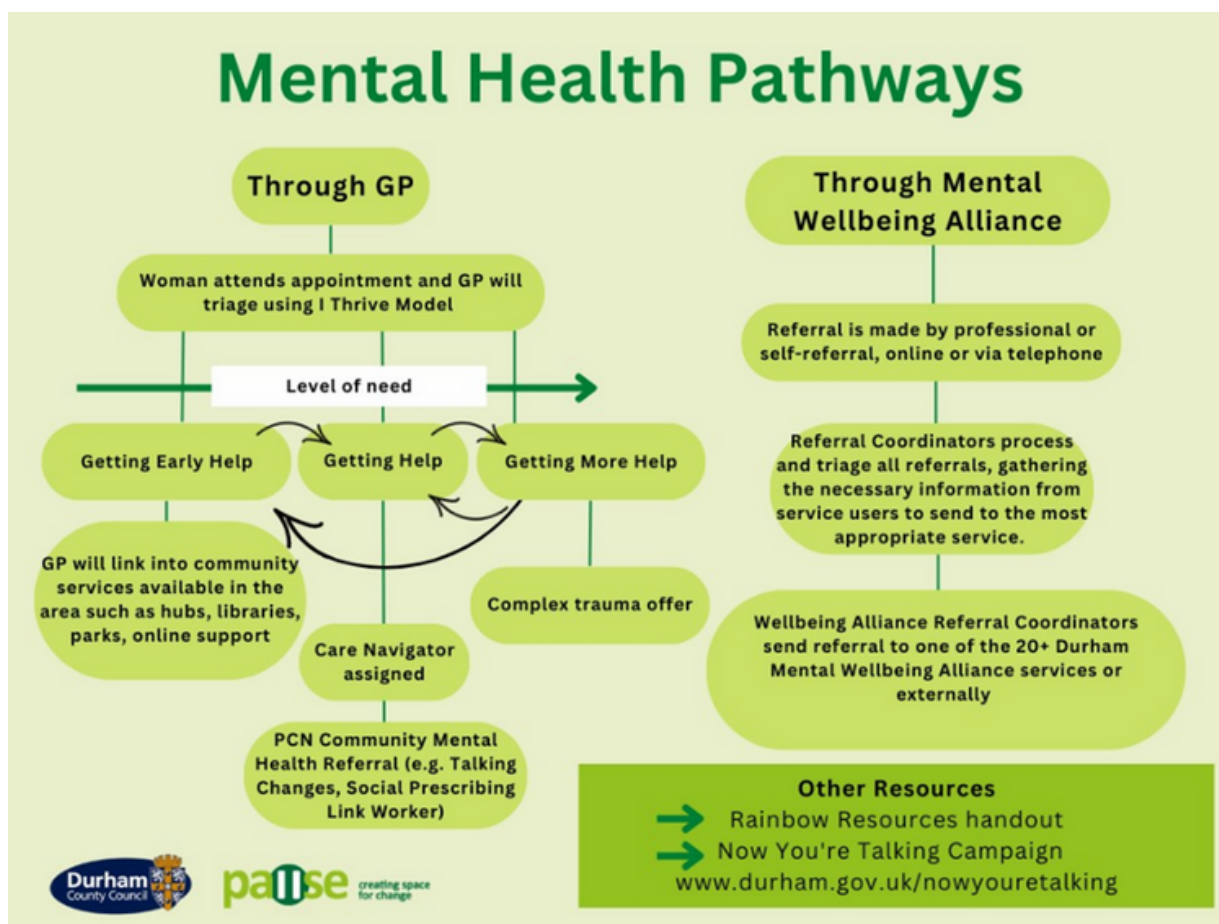 Mental Health Pathways
Through GP
Woman attends appointment and GP will
triage using I Thrive Model
Level of need
Getting Early Help
Getting Help
Getting More Help
GP will link into community
services available in the
area such as hubs, libraries,
parks, online support
Care Navigator
assigned
PCN Community Mental
Health Referral (e.g. Talking
Changes, Social Prescribing
Link Worker)
Complex trauma offer
Through Mental
Wellbeing Alliance
Referral is made by professional or
self-referral, online or via telephone
Referral Coordinators process
and triage all referrals, gathering
the necessary information from
service users to send to the most
appropriate service.
Wellbeing Alliance Referral Coordinators
send referral to one of the 20+ Durham
Mental Wellbeing Alliance services or
externally
Other Resources
Rainbow Resources handout
Now You're Talking Campaign
www.durham.gov.uk/nowyouretalking
Durham
County Council
pause
creating space
for change